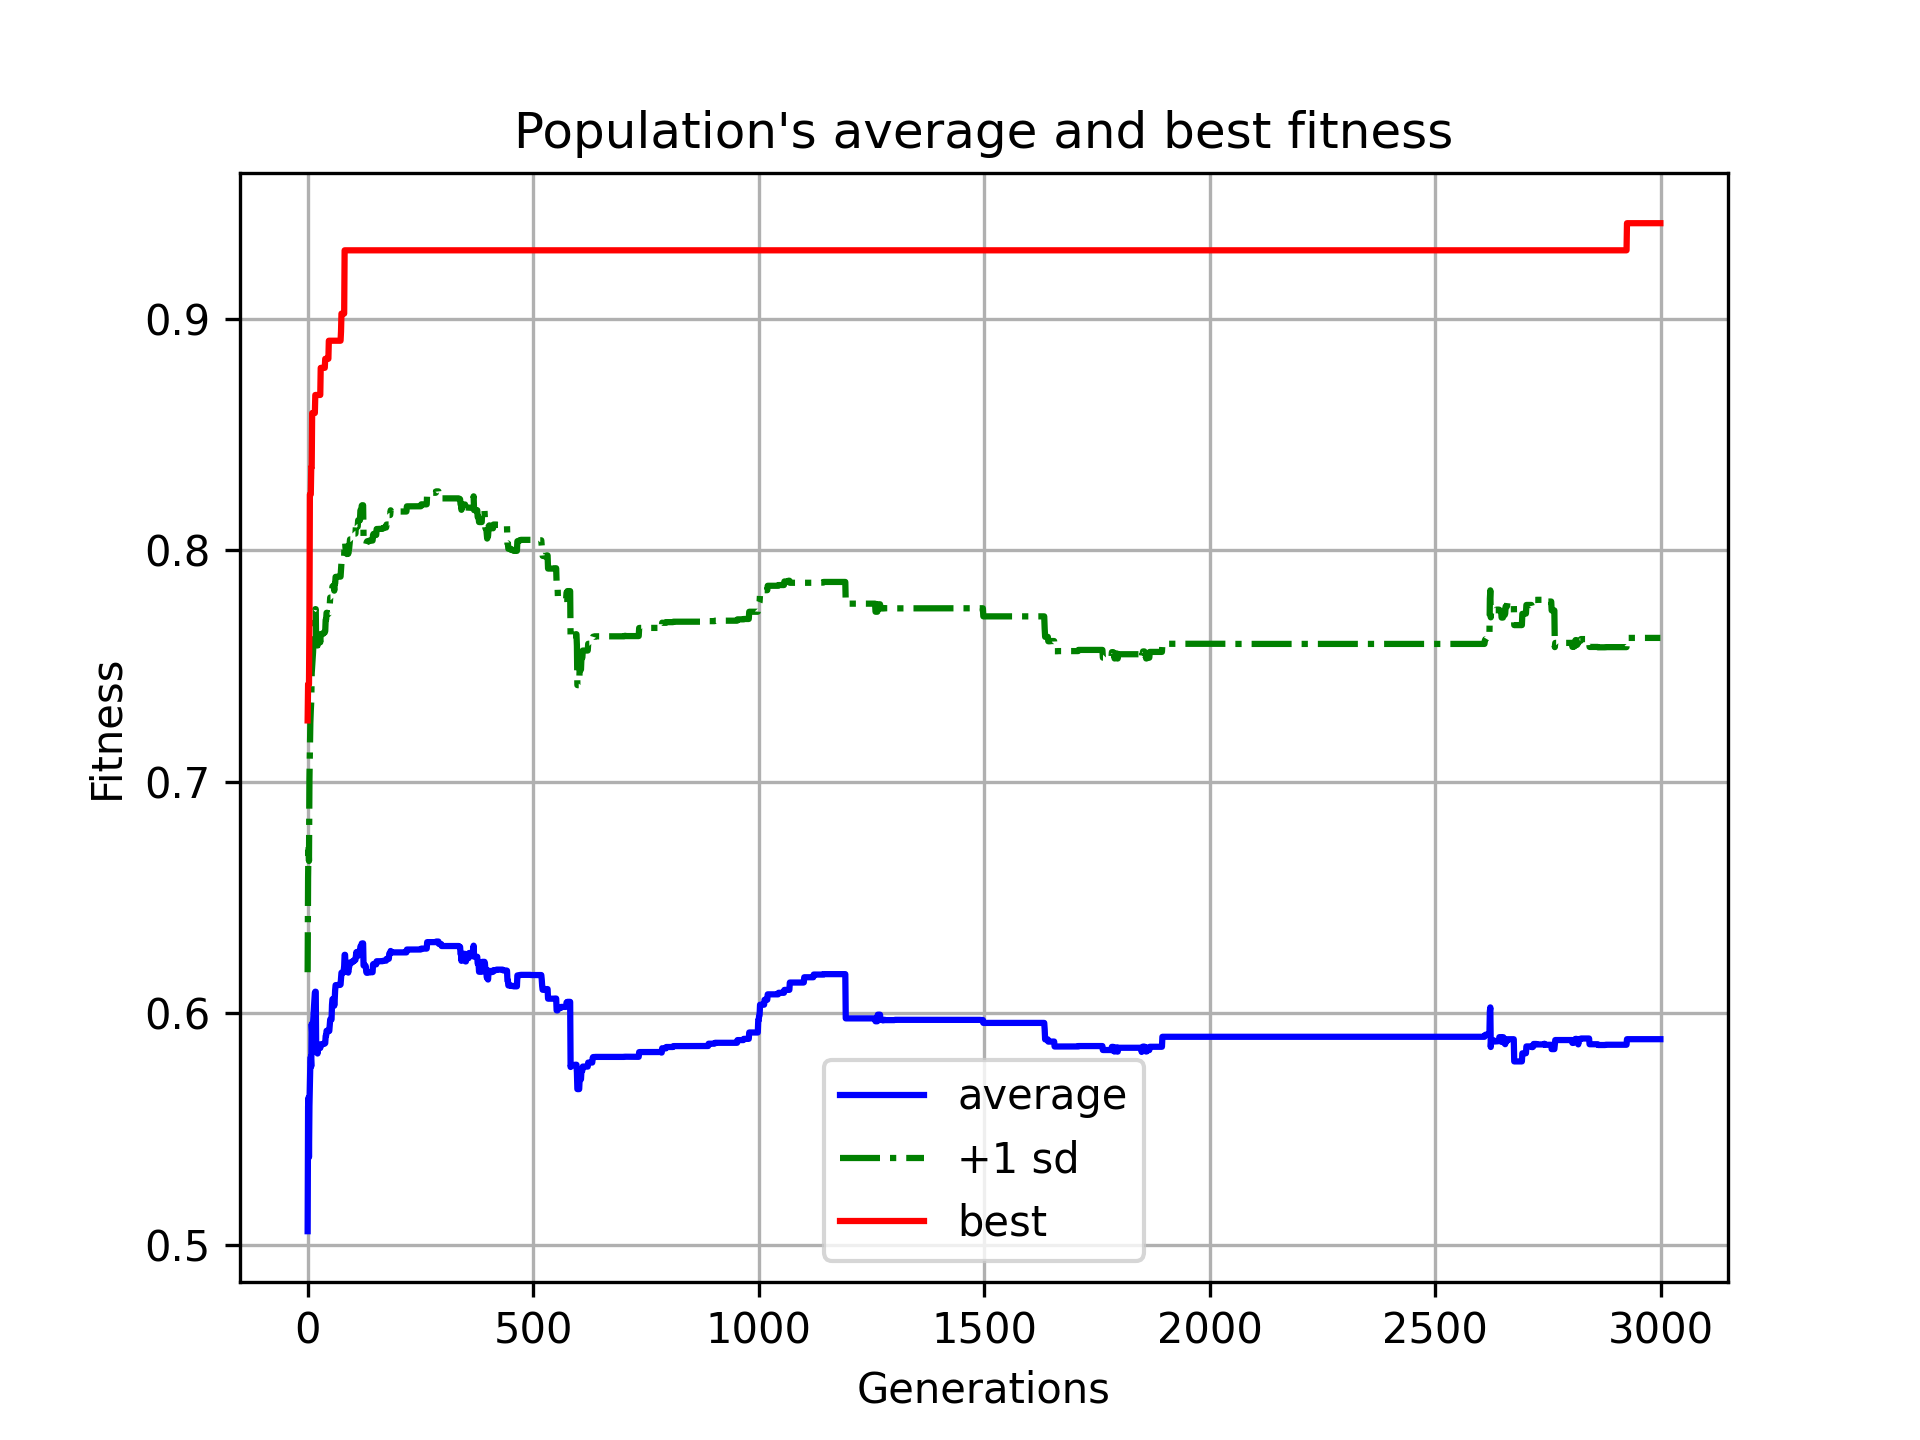 Population's average and best fitness
Fitness
0.9
0.8
0.7
0.6
0.5
average
+1 sd
best
0 500 1000 1500 2000 2500 3000
Generations